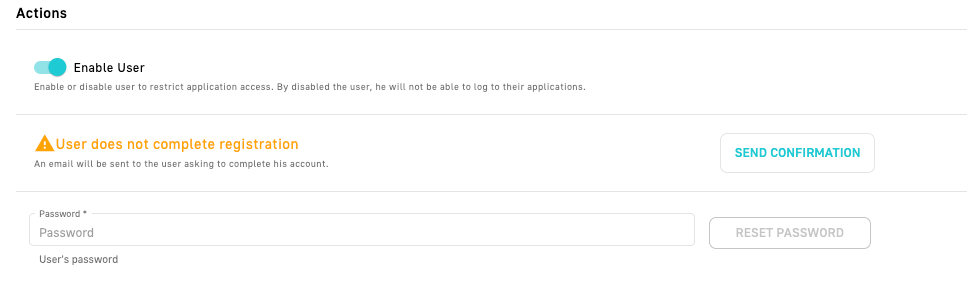 Actions
Enable User
Enable or disable user to restrict application access. By disabled the user, he will not be able to log to their applications.
User does not complete registration
An email will be sent to the user asking to complete his account.
SEND CONFIRMATION
Password *
Password
RESET PASSWORD
User's password